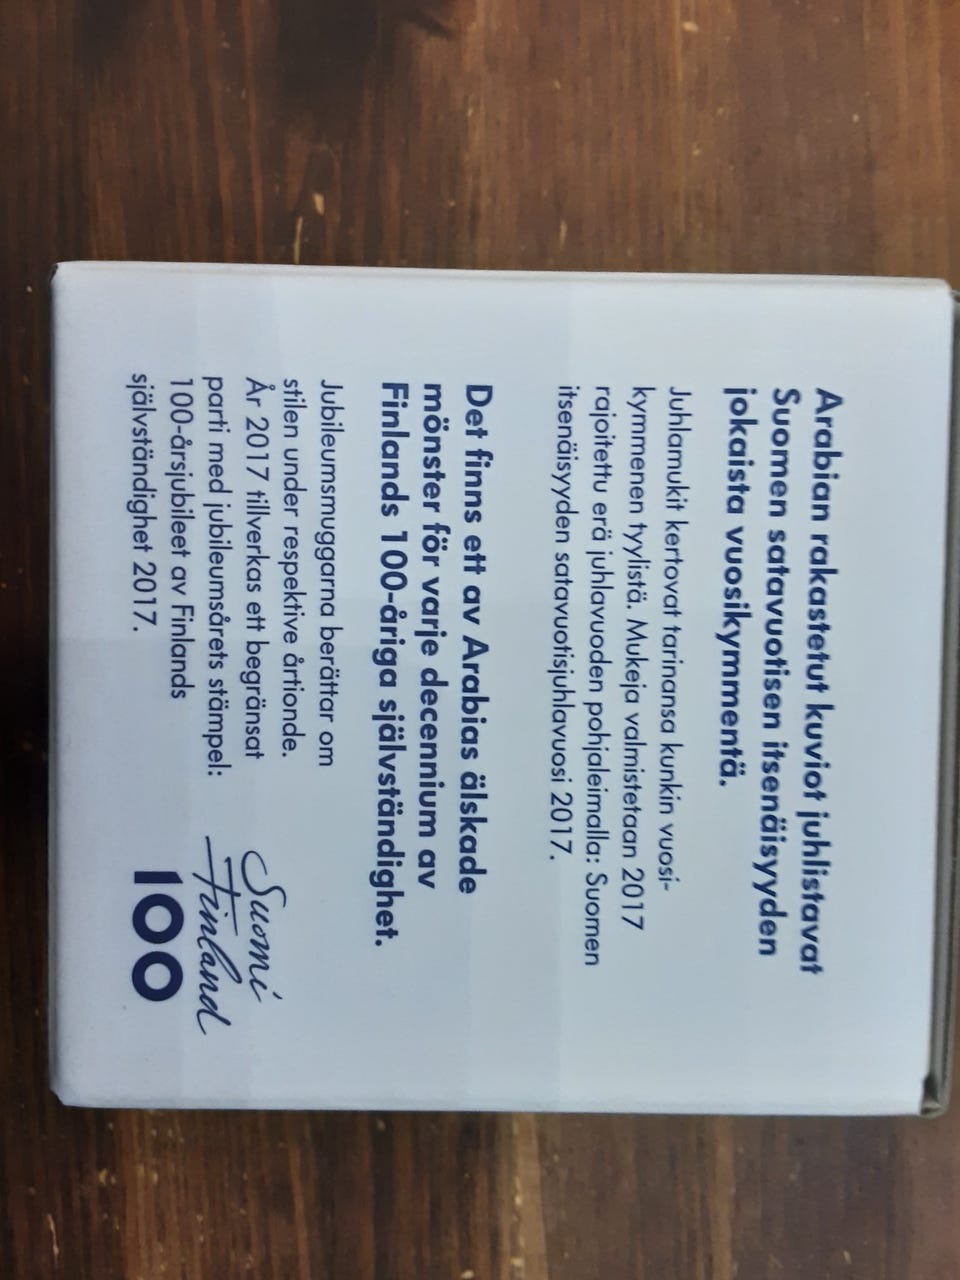 Arabian rakastetut kuviot juhlistavat
Suomen satavuotisen itsenäisyyden
jokaista vuosikymmentä.
Juhlamukit kertovat tarinansa kunkin vuosi-
kymmenen tyylistä. Mukeja valmistetaan 2017
rajoitettu erä juhlavuoden pohjaleimalla: Suomen
itsenäisyyden satavuotisjuhlavuosi 2017.
Det finns ett av Arabias älskade
mönster för varje decennium av
Finlands 100-åriga självständighet.
Jubileumsmuggarna berättar om
stilen under respektive årtionde.
År 2017 tillverkas ett begränsat
parti med jubileumsårets stämpel:
100-årsjubileet av Finlands
självständighet 2017.
Suomi
Finland
100